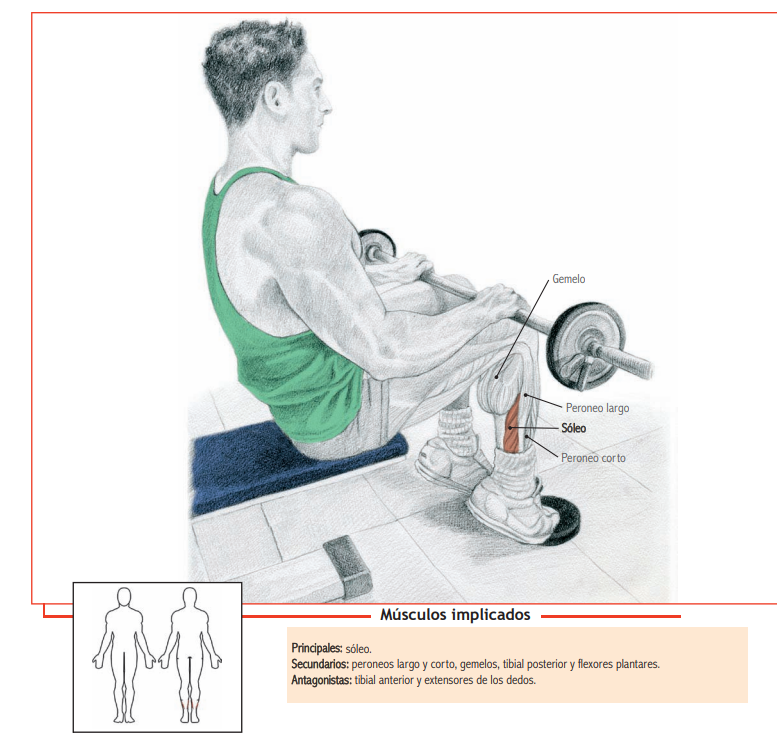 Gemelo
Peroneo largo
Sóleo
Peroneo corto
Músculos implicados
Principales: sóleo.
Secundarios: peroneos largo y corto, gemelos, tibial posterior y flexores plantares.
Antagonistas: tibial anterior y extensores de los dedos.